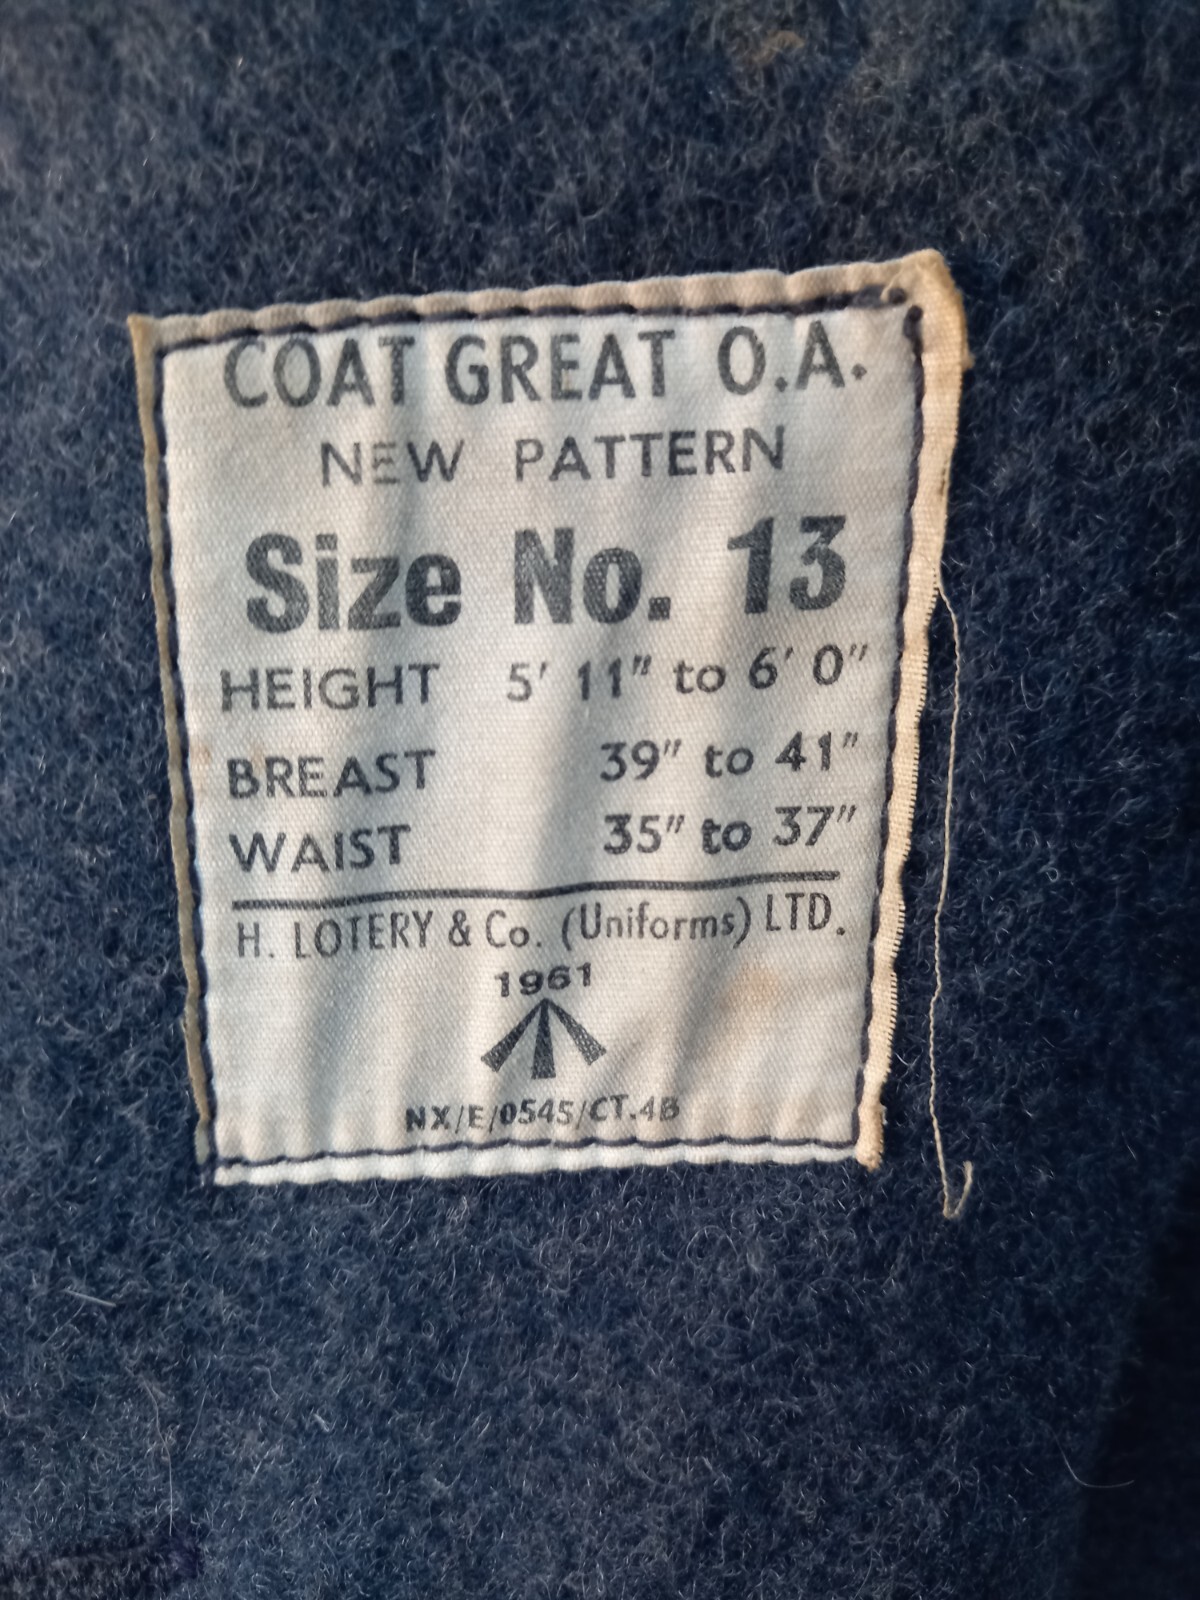 COAT GREAT O.A.
NEW PATTERN
Size No. 13
HEIGHT 5' 11" to 6' 0"
BREAST 39" to 41"
WAIST 35" to 37"
H. LOTERY & Co. (Uniforms) LTD.
1961
NX/E/0545/CT.4B